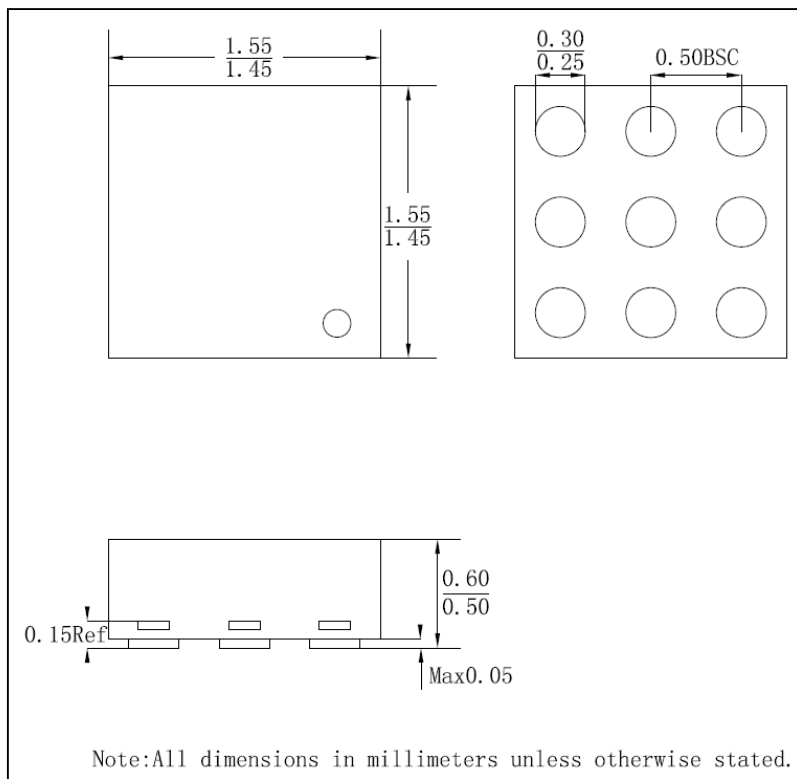 1.55
1.45
0.30
0.25
0.50BSC
1.55
1.45
0.60
0.50
0.15Ref
Max0.05
Note:All dimensions in millimeters unless otherwise stated.